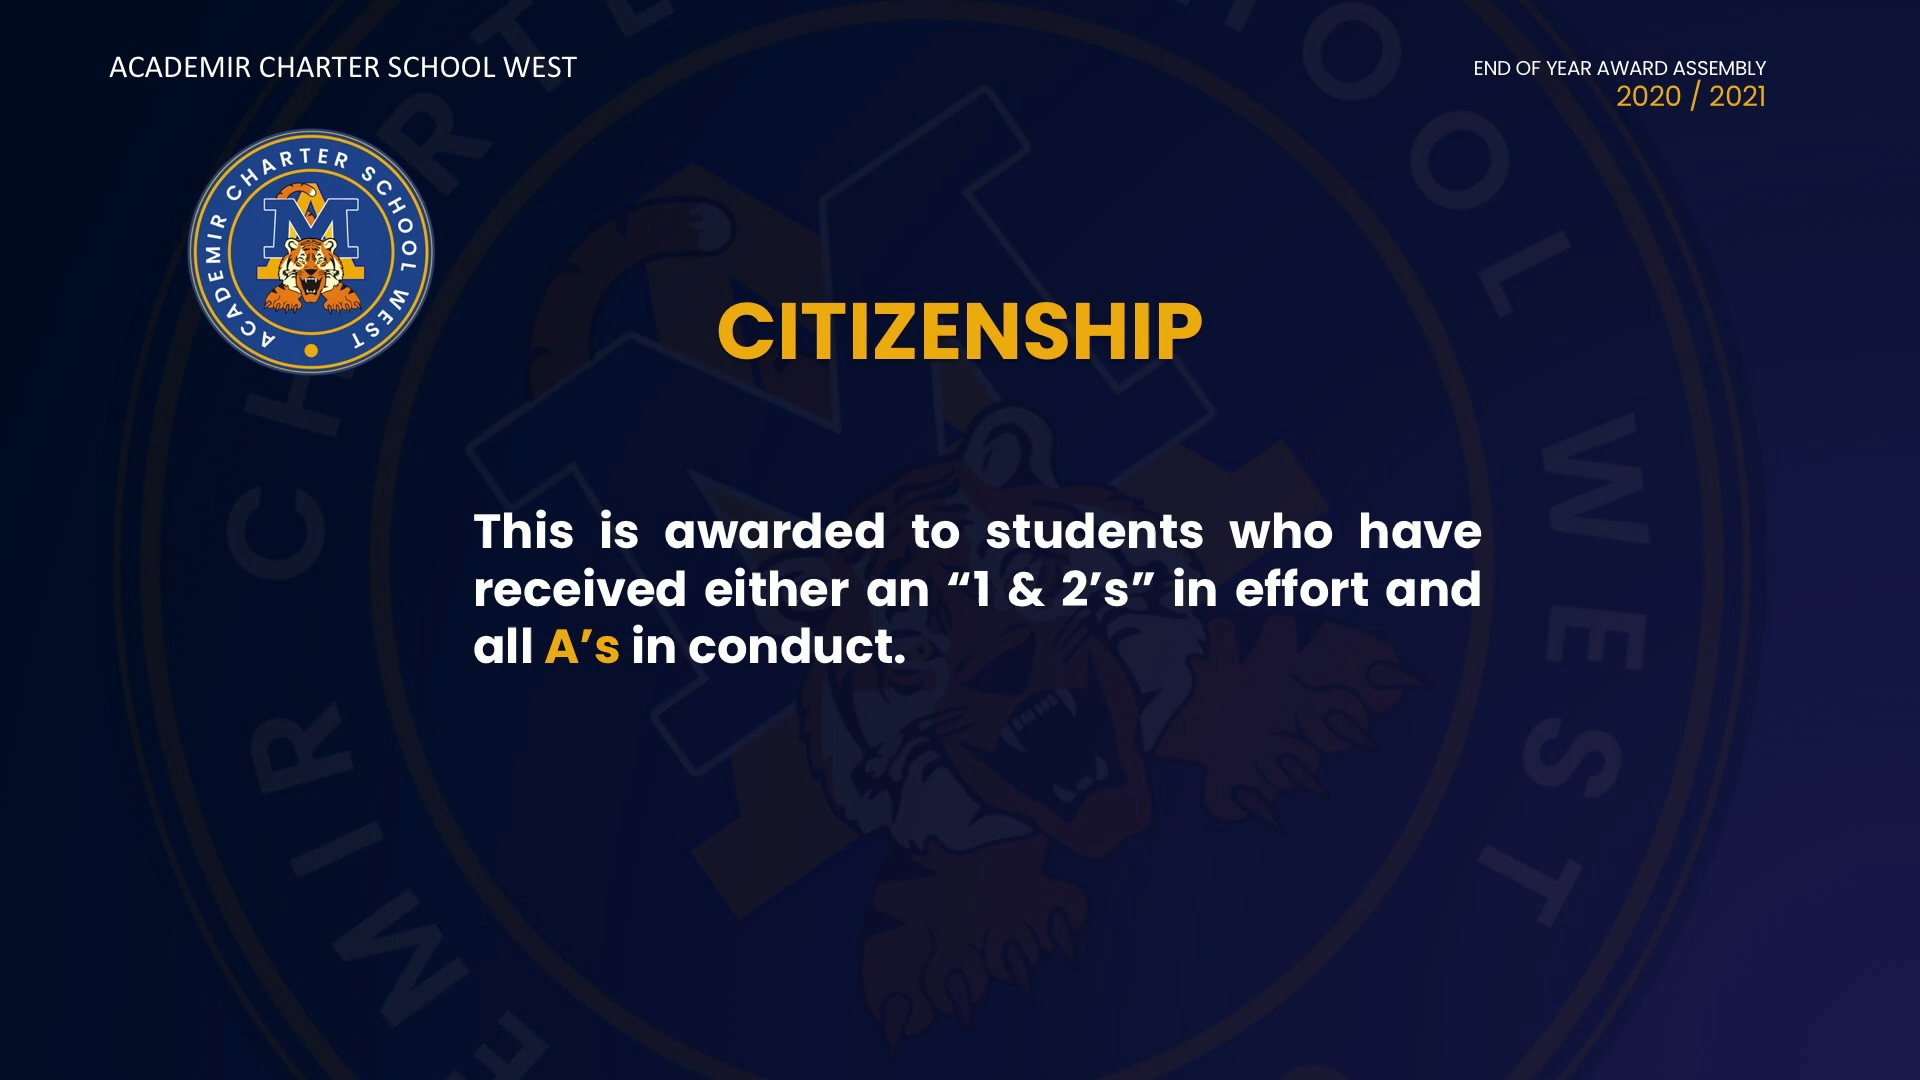 ACADEMIR CHARTER SCHOOL WEST
END OF YEAR AWARD ASSEMBLY
2020 / 2021
ACADEMIR CHARTER SCHOOL WEST
CITIZENSHIP
This is awarded to students who have
received either an “1 & 2’s” in effort and
all A’s in conduct.